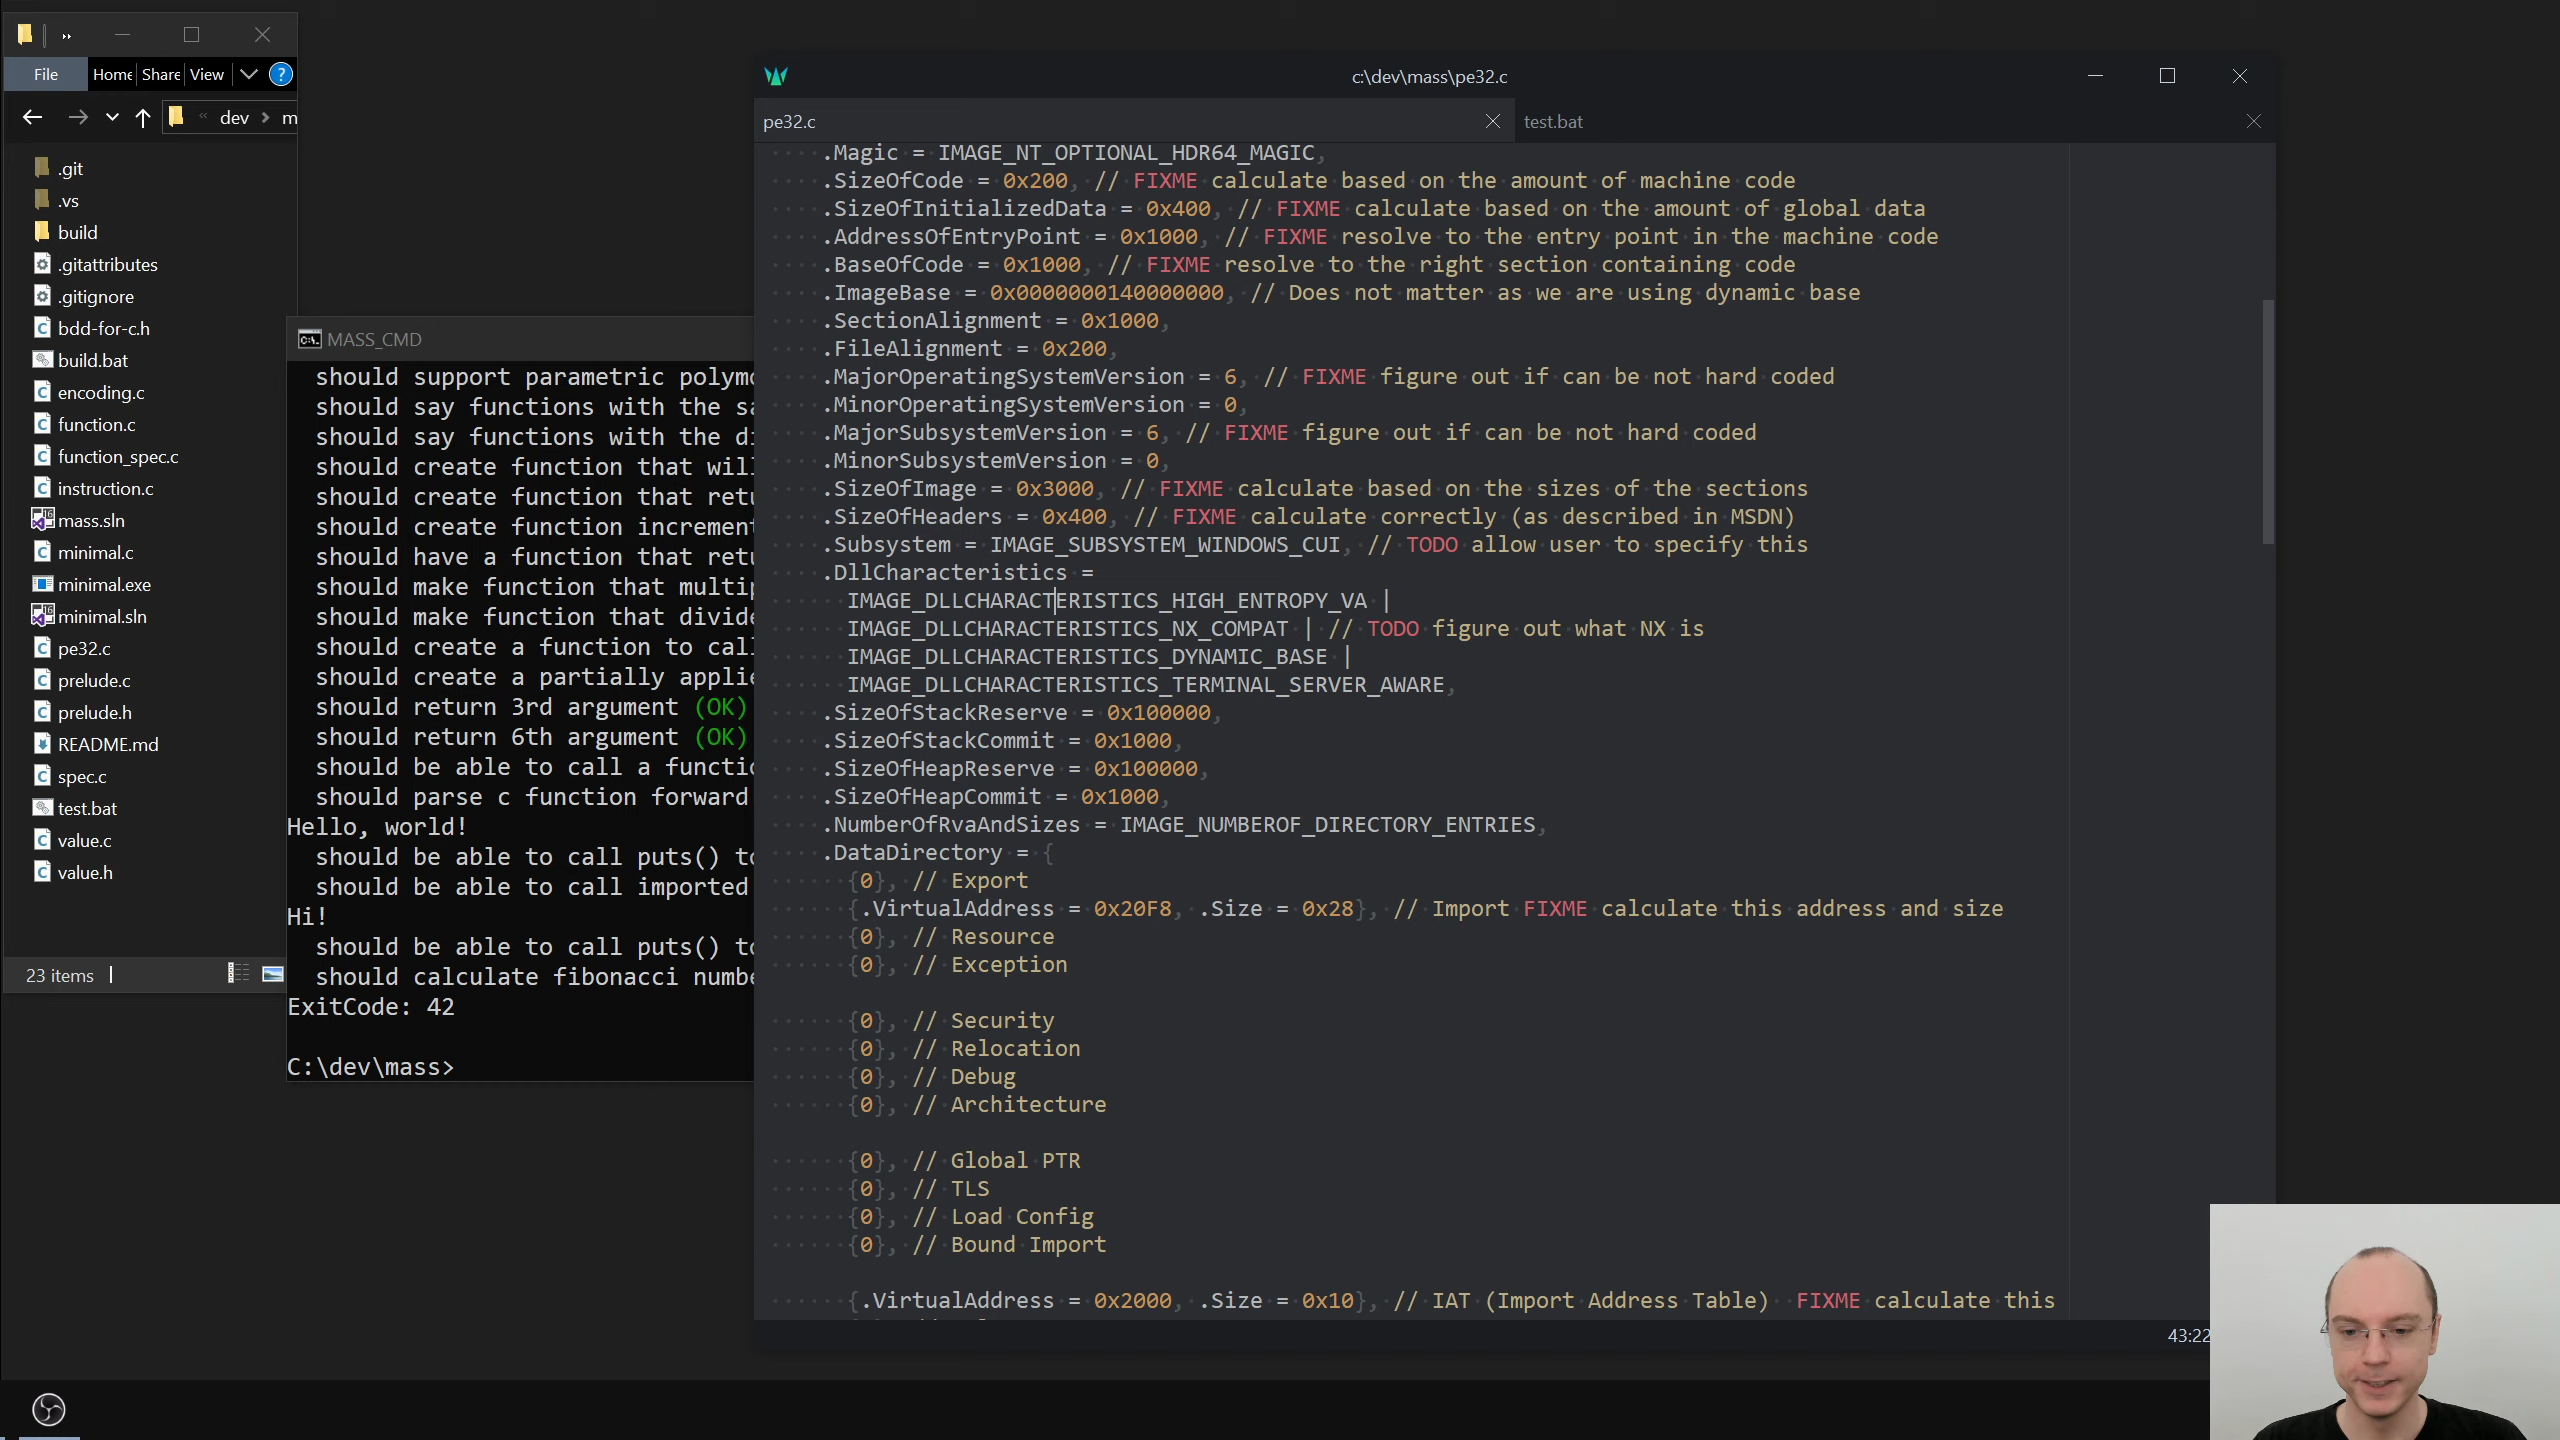 File Home Share View ?
« dev > m
.git
.vs
build
.gitattributes
.gitignore
bdd-for-c.h
build.bat
encoding.c
function.c
function_spec.c
instruction.c
mass.sln
minimal.c
minimal.exe
minimal.sln
pe32.c
prelude.c
prelude.h
README.md
spec.c
test.bat
value.c
value.h
23 items
MASS_CMD
should support parametric polymo
should say functions with the sa
should say functions with the di
should create function that wil
should create function that retu
should create function increment
should have a function that retu
should make function that multip
should make function that divide
should create a function to cal
should create a partially applie
should return 3rd argument (OK)
should return 6th argument (OK)
should be able to call a functio
should parse c function forward
Hello, world!
should be able to call puts() to
should be able to call imported
Hi!
should be able to call puts() to
should calculate fibonacci numbe
ExitCode: 42
C:\dev\mass>
c:\dev\mass\pe32.c
pe32.c
test.bat
.Magic = IMAGE_NT_OPTIONAL_HDR64_MAGIC,
.SizeOfCode = 0x200, // FIXME calculate based on the amount of machine code
.SizeOfInitializedData = 0x400, // FIXME calculate based on the amount of global data
.AddressOfEntryPoint = 0x1000, // FIXME resolve to the entry point in the machine code
.BaseOfCode = 0x1000, // FIXME resolve to the right section containing code
.ImageBase = 0x0000000140000000, // Does not matter as we are using dynamic base
.SectionAlignment = 0x1000,
.FileAlignment = 0x200,
.MajorOperatingSystemVersion = 6, // FIXME figure out if can be not hard coded
.MinorOperatingSystemVersion = 0,
.MajorSubsystemVersion = 6, // FIXME figure out if can be not hard coded
.MinorSubsystemVersion = 0,
.SizeOfImage = 0x3000, // FIXME calculate based on the sizes of the sections
.SizeOfHeaders = 0x400, // FIXME calculate correctly (as described in MSDN)
.Subsystem = IMAGE_SUBSYSTEM_WINDOWS_CUI, // TODO allow user to specify this
.DllCharacteristics =
IMAGE_DLLCHARACTERISTICS_HIGH_ENTROPY_VA |
IMAGE_DLLCHARACTERISTICS_NX_COMPAT | // TODO figure out what NX is
IMAGE_DLLCHARACTERISTICS_DYNAMIC_BASE |
IMAGE_DLLCHARACTERISTICS_TERMINAL_SERVER_AWARE,
.SizeOfStackReserve = 0x100000,
.SizeOfStackCommit = 0x1000,
.SizeOfHeapReserve = 0x100000,
.SizeOfHeapCommit = 0x1000,
.NumberOfRvaAndSizes = IMAGE_NUMBEROF_DIRECTORY_ENTRIES,
.DataDirectory = {
{0}, // Export
{.VirtualAddress = 0x20F8, .Size = 0x28}, // Import FIXME calculate this address and size
{0}, // Resource
{0}, // Exception
{0}, // Security
{0}, // Relocation
{0}, // Debug
{0}, // Architecture
{0}, // Global PTR
{0}, // TLS
{0}, // Load Config
{0}, // Bound Import
{.VirtualAddress = 0x2000, .Size = 0x10}, // IAT (Import Address Table) FIXME calculate this
43:22